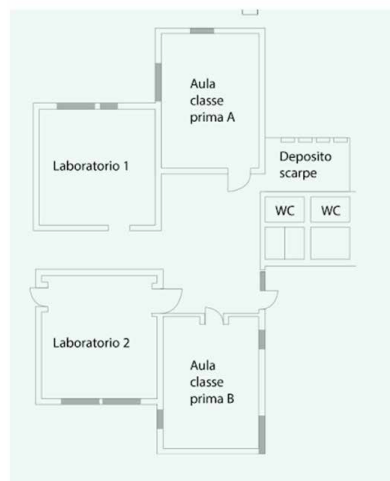 Aula
classe
prima A
Laboratorio 1
Deposito
scarpe
WC
WC
Laboratorio 2
Aula
classe
prima B